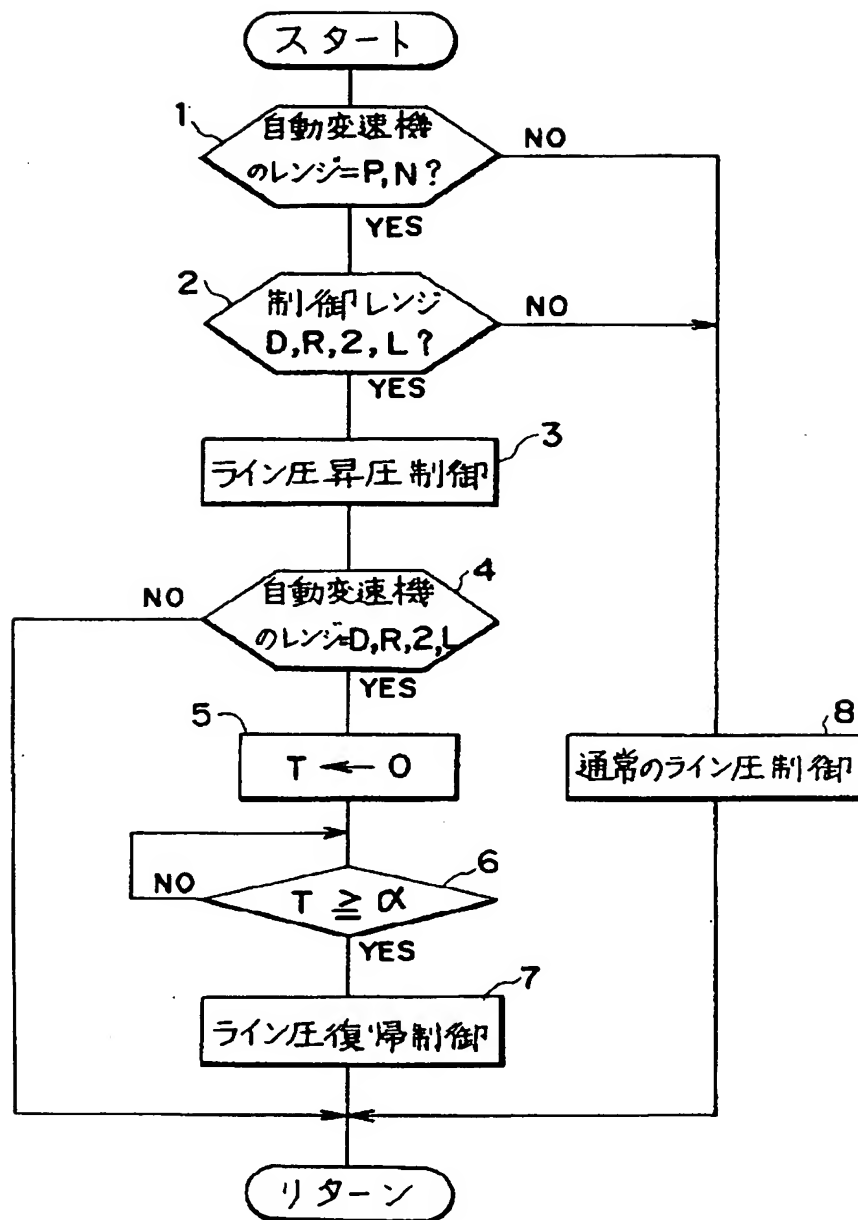 スタート
1
自動変速機
のレンジ=P,N?
NO
YES
2
制御レンジ
D,R,2,L?
NO
YES
3
ライン圧昇圧制御
4
自動変速機
のレンジ=D,R,2,L
NO
YES
5
T ← 0
6
T ≧ α
NO
YES
7
ライン圧復帰制御
8
通常のライン圧制御
リターン